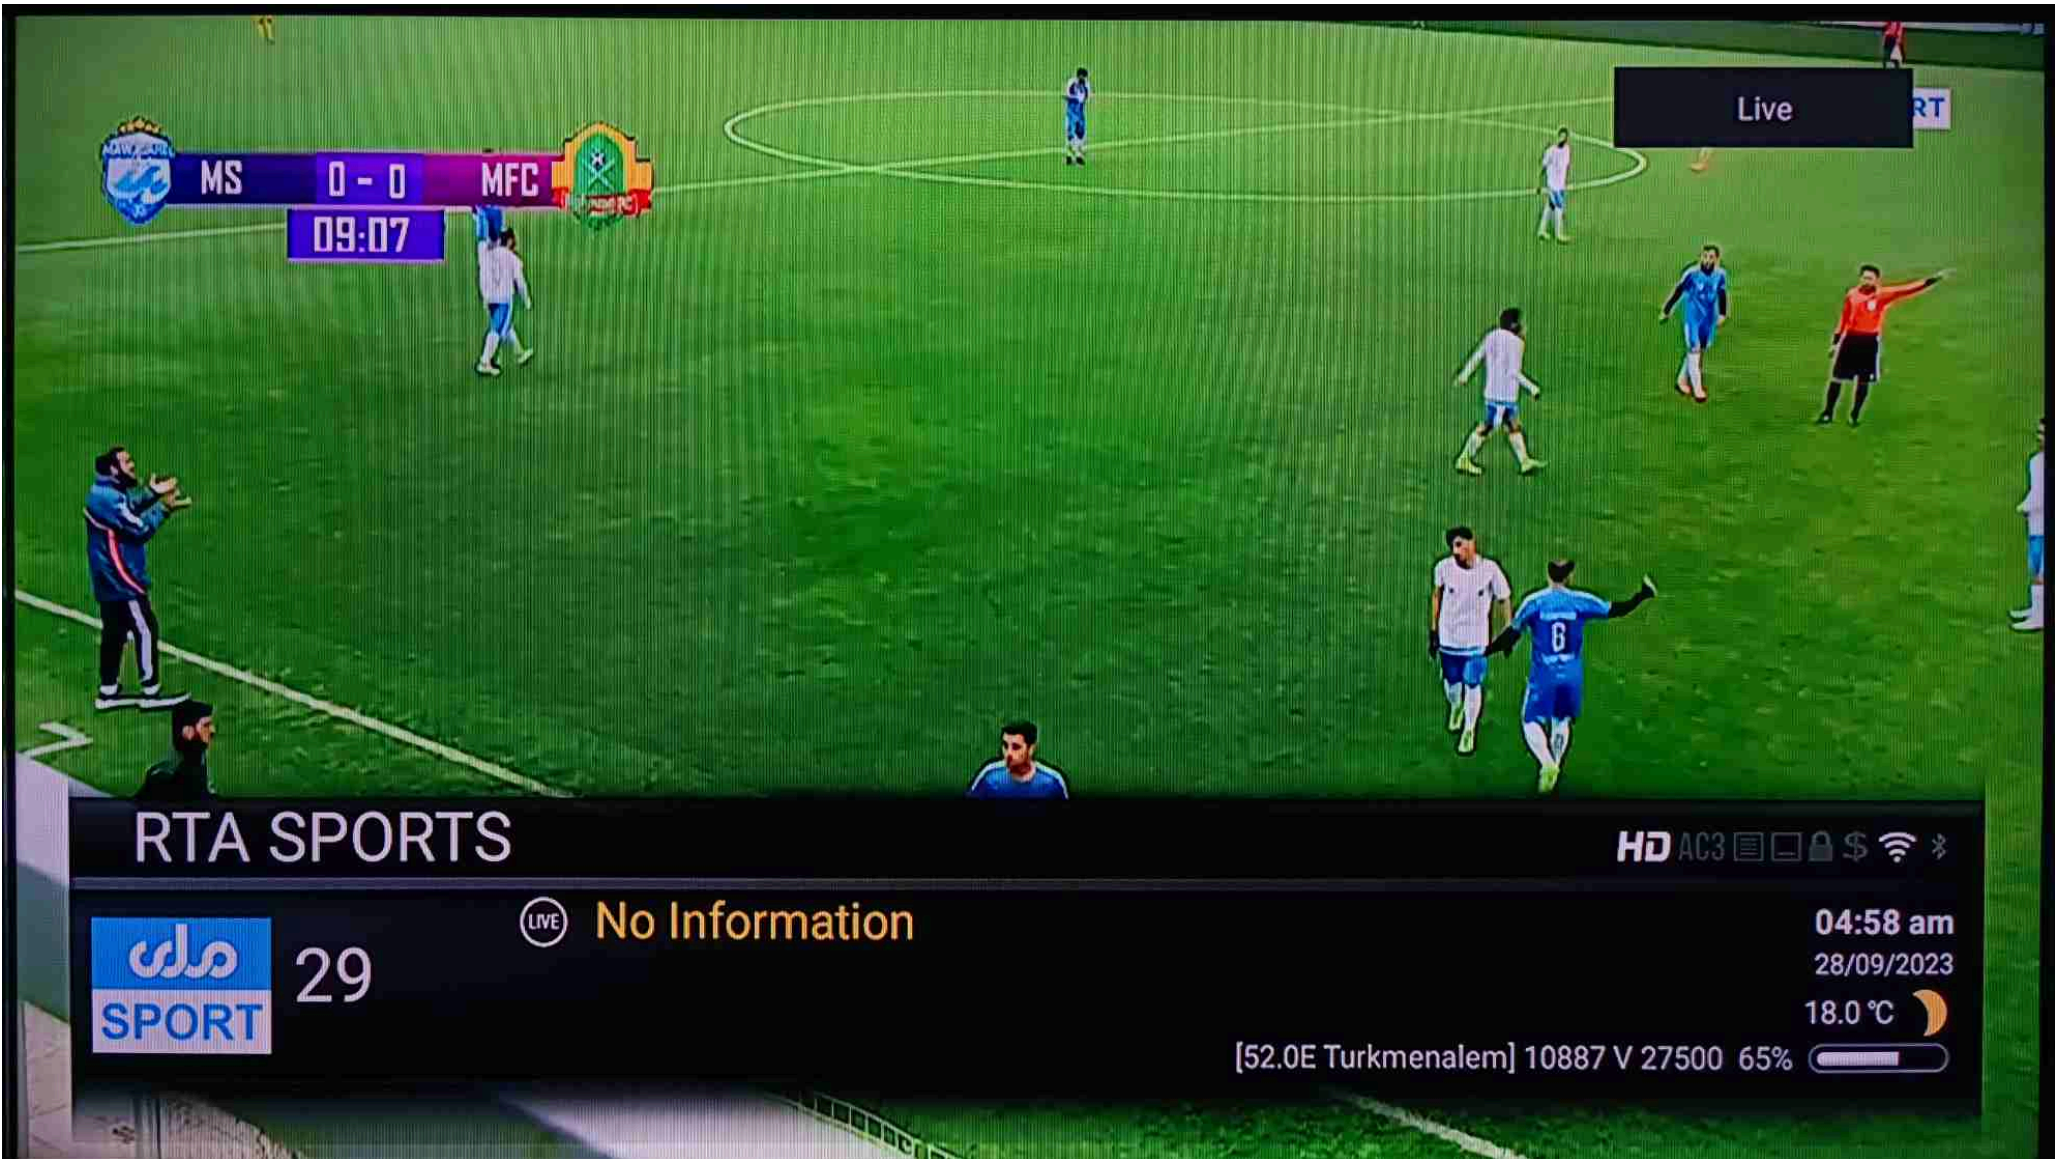 Live
RT
MS 0 - 0 MFC
09:07
6
RTA SPORTS
HD AC3 $
ملی
SPORT
29
LIVE No Information
04:58 am
28/09/2023
18.0 °C
[52.0E Turkmenalem] 10887 V 27500 65%